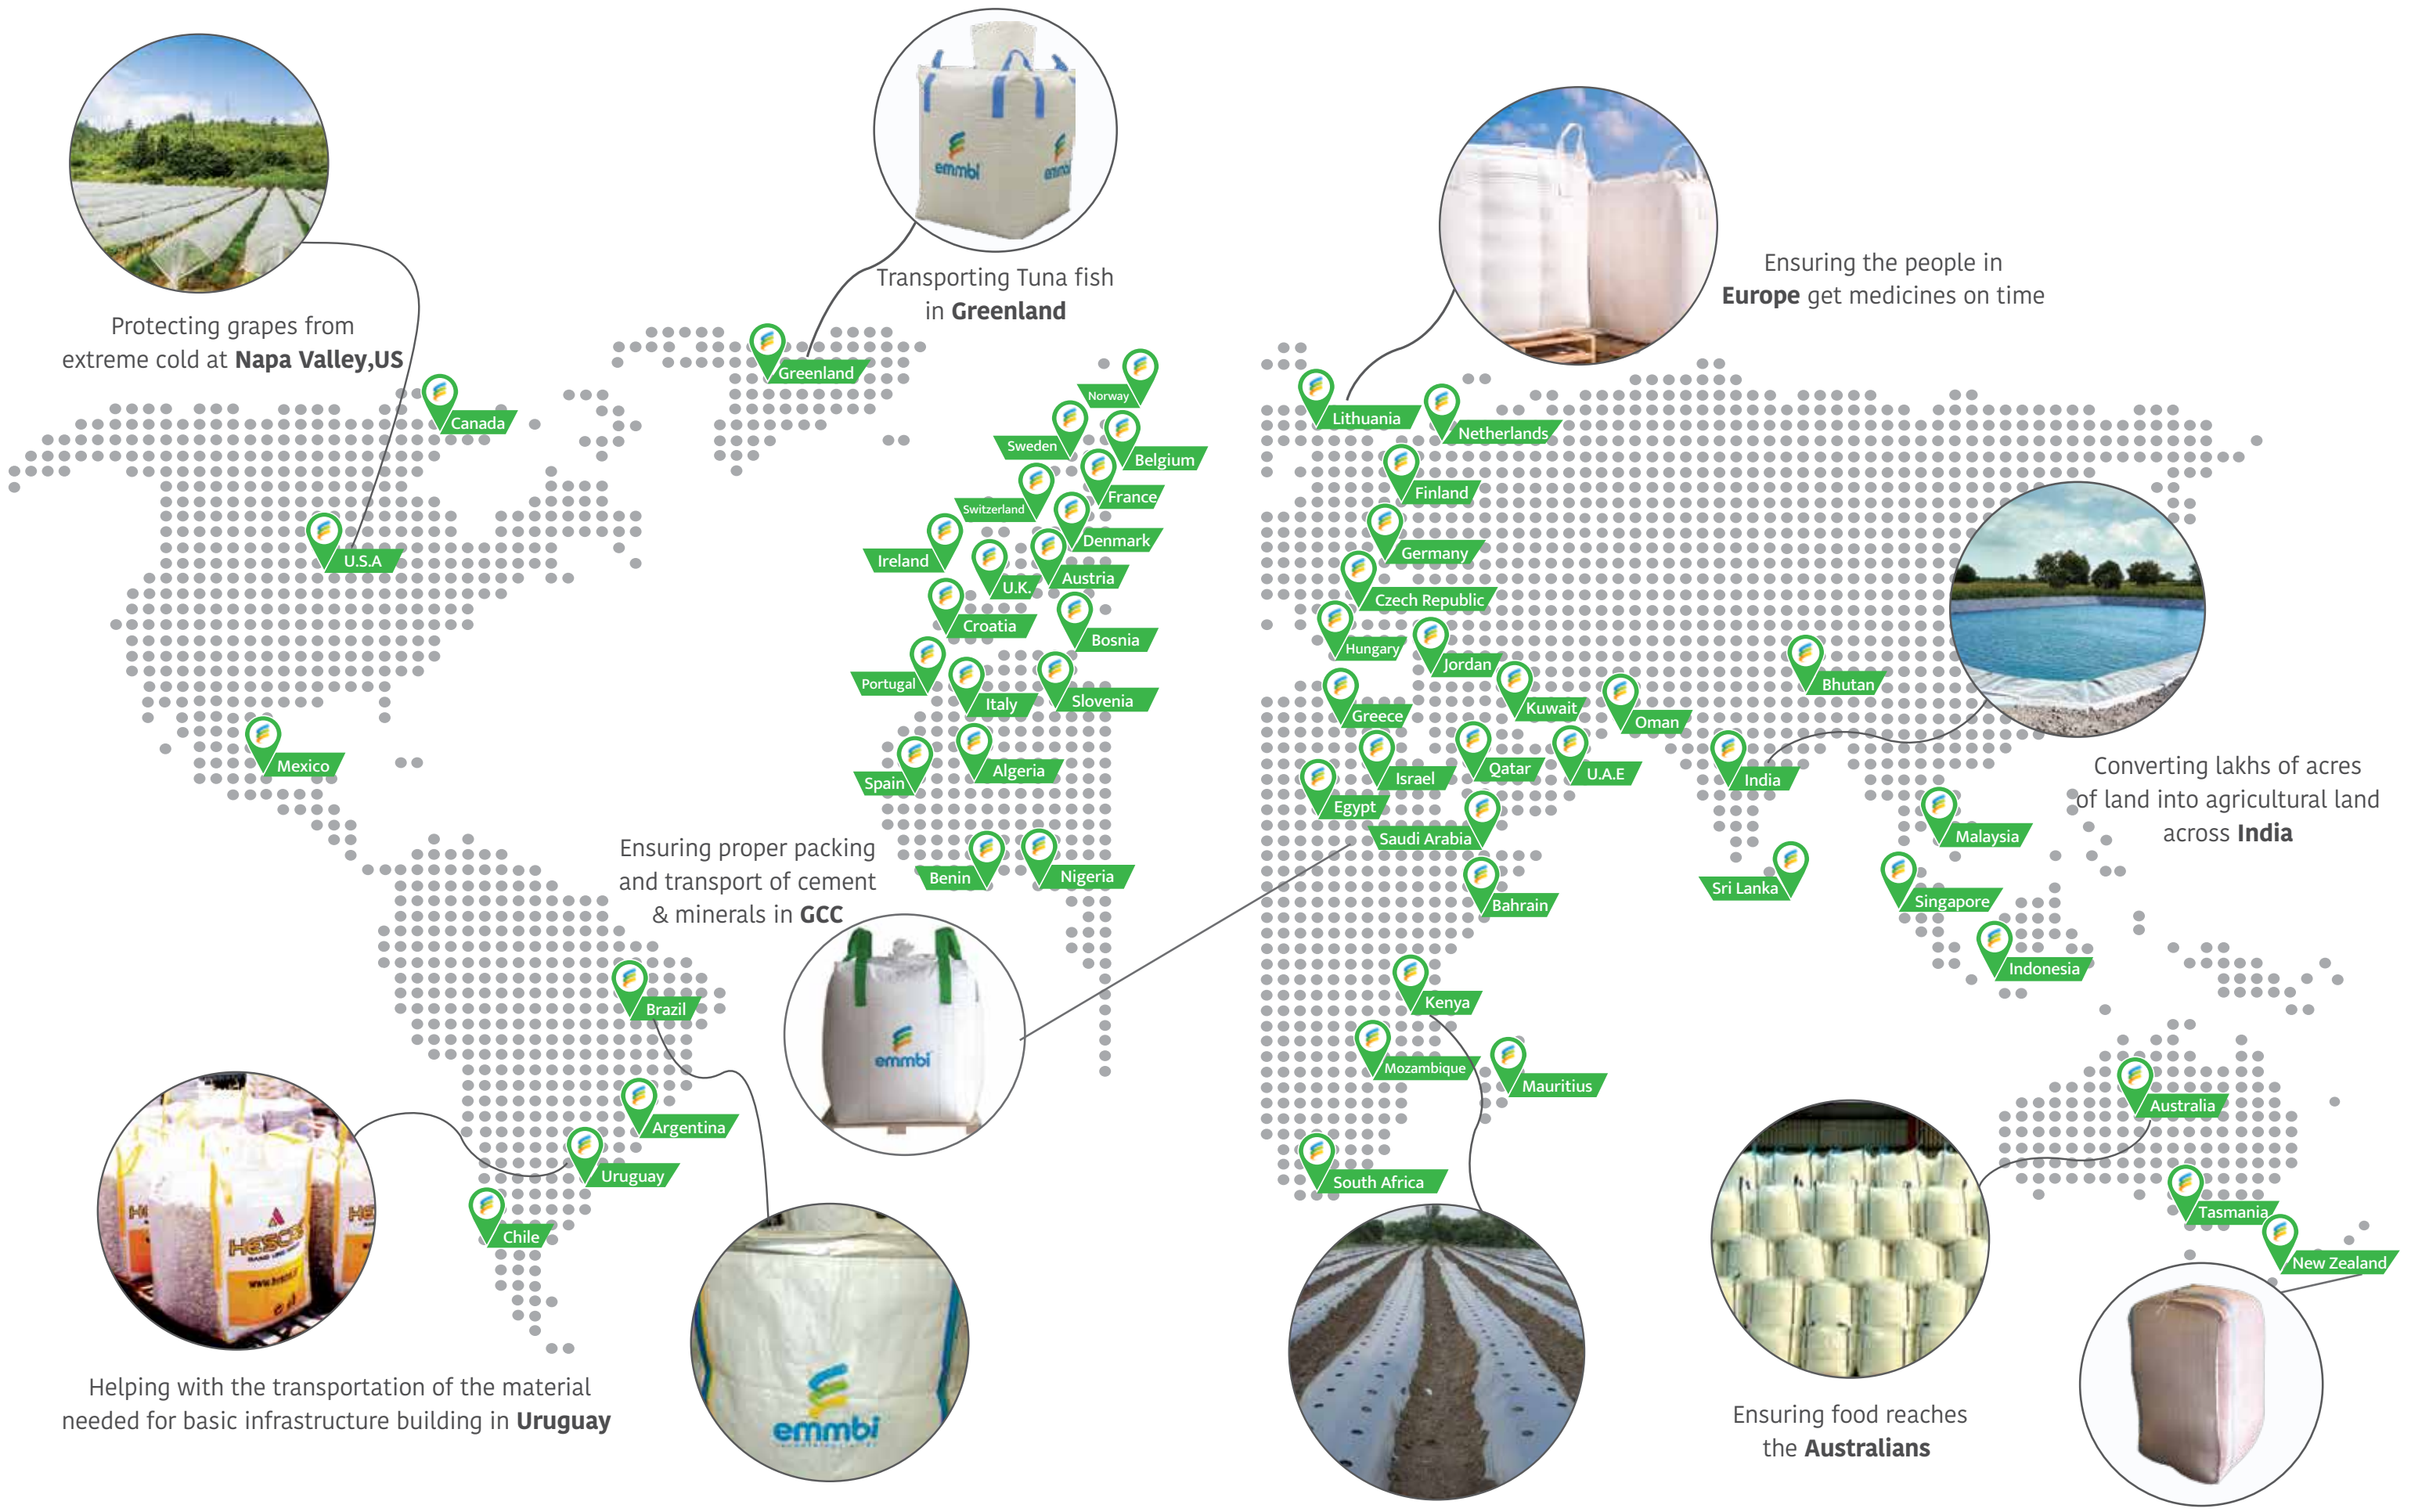 emmbi
emmbi
Transporting Tuna fish
in Greenland
Ensuring the people in
Europe get medicines on time
Protecting grapes from
extreme cold at Napa Valley,US
Greenland
Canada
U.S.A
Mexico
Norway
Sweden
Belgium
France
Switzerland
Denmark
Ireland
U.K.
Austria
Croatia
Bosnia
Portugal
Italy
Slovenia
Spain
Algeria
Benin
Nigeria
Lithuania
Netherlands
Finland
Germany
Czech Republic
Hungary
Jordan
Greece
Kuwait
Oman
Bhutan
Israel
Qatar
U.A.E
India
Egypt
Saudi Arabia
Bahrain
Sri Lanka
Malaysia
Singapore
Indonesia
Converting lakhs of acres
of land into agricultural land
across India
Ensuring proper packing
and transport of cement
& minerals in GCC
emmbi
Brazil
Argentina
Uruguay
Chile
Kenya
Mozambique
Mauritius
South Africa
Australia
Tasmania
New Zealand
Helping with the transportation of the material
needed for basic infrastructure building in Uruguay
emmbi
Ensuring food reaches
the Australians